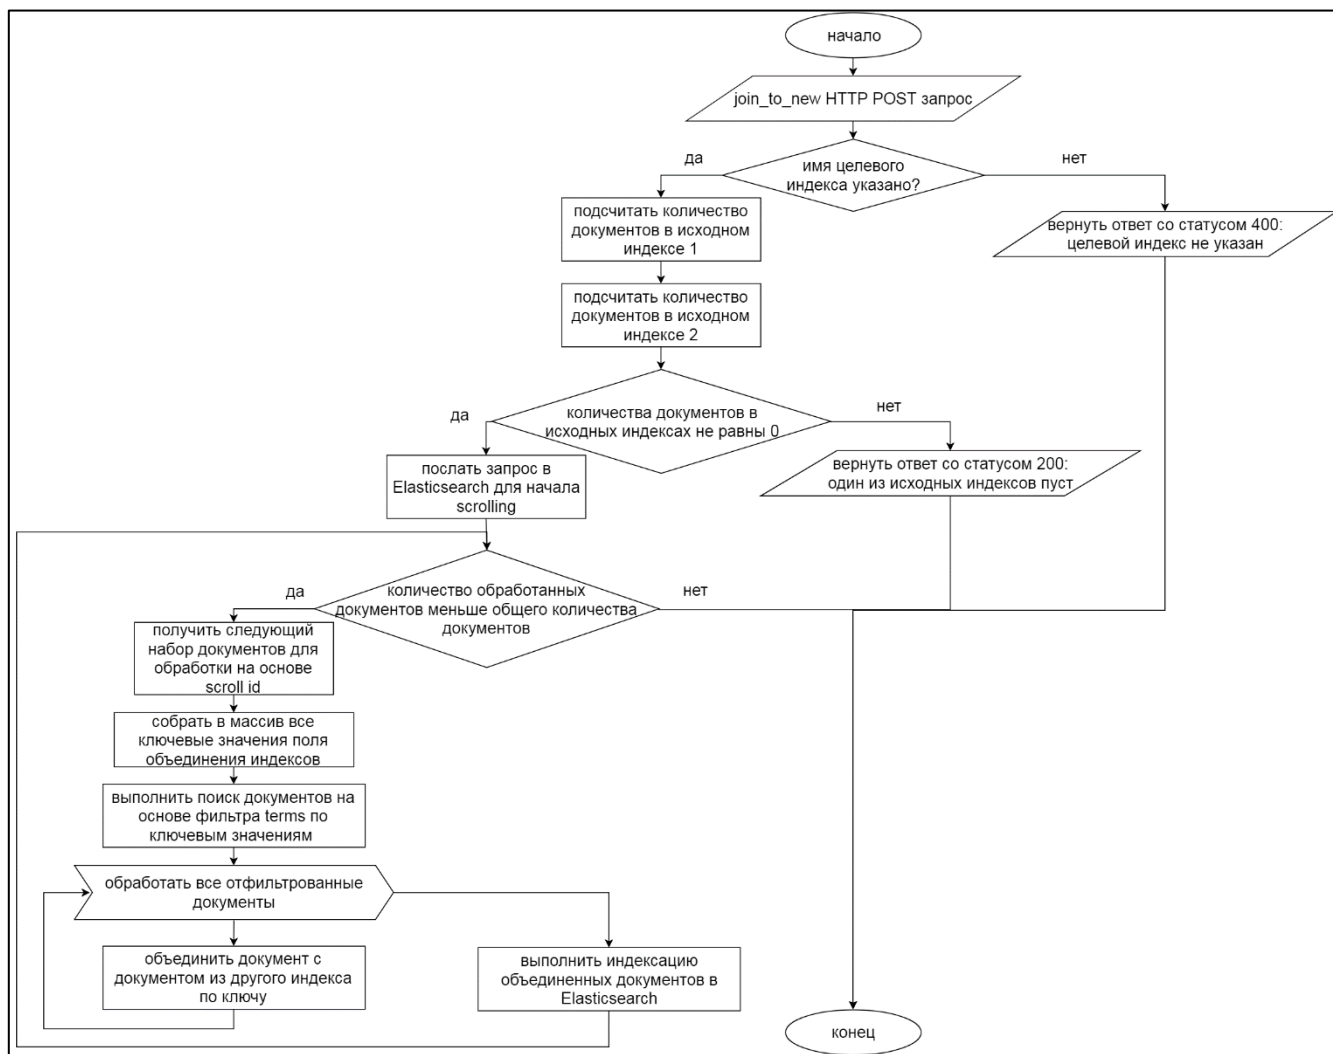 начало
join_to_new HTTP POST запрос
да
имя целевого
индекса указано?
нет
подсчитать количество
документов в исходном
индексе 1
вернуть ответ со статусом 400:
целевой индекс не указан
подсчитать количество
документов в исходном
индексе 2
да
количества документов в
исходных индексах не равны 0
нет
послать запрос в
Elasticsearch для начала
scrolling
вернуть ответ со статусом 200:
один из исходных индексов пуст
да
количество обработанных
документов меньше общего количества
документов
нет
получить следующий
набор документов для
обработки на основе
scroll id
собрать в массив все
ключевые значения поля
объединения индексов
выполнить поиск документов на
основе фильтра terms по
ключевым значениям
обработать все отфильтрованные
документы
объединить документ с
документом из другого индекса
по ключу
выполнить индексацию
объединенных документов в
Elasticsearch
конец